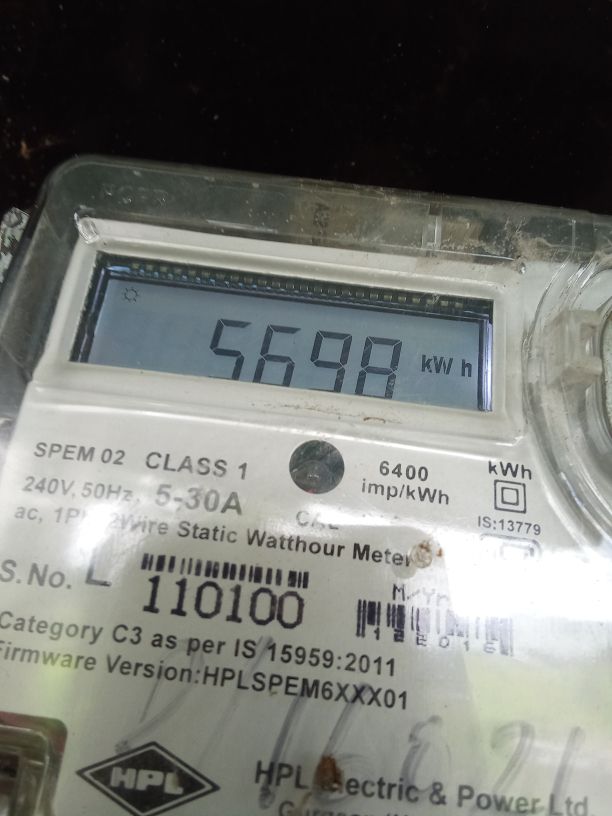 5698 kWh
SPEM 02 CLASS 1
6400 imp/kWh
kWh
240V, 50Hz, 5-30A
CAL
IS:13779
ac, 2Wire Static Watthour Meter
S.No. L 110100
M/Yr
Category C3 as per IS 15959:2011
Firmware Version:HPLSPEM6XXX01
HPL
HPL Electric & Power Ltd.